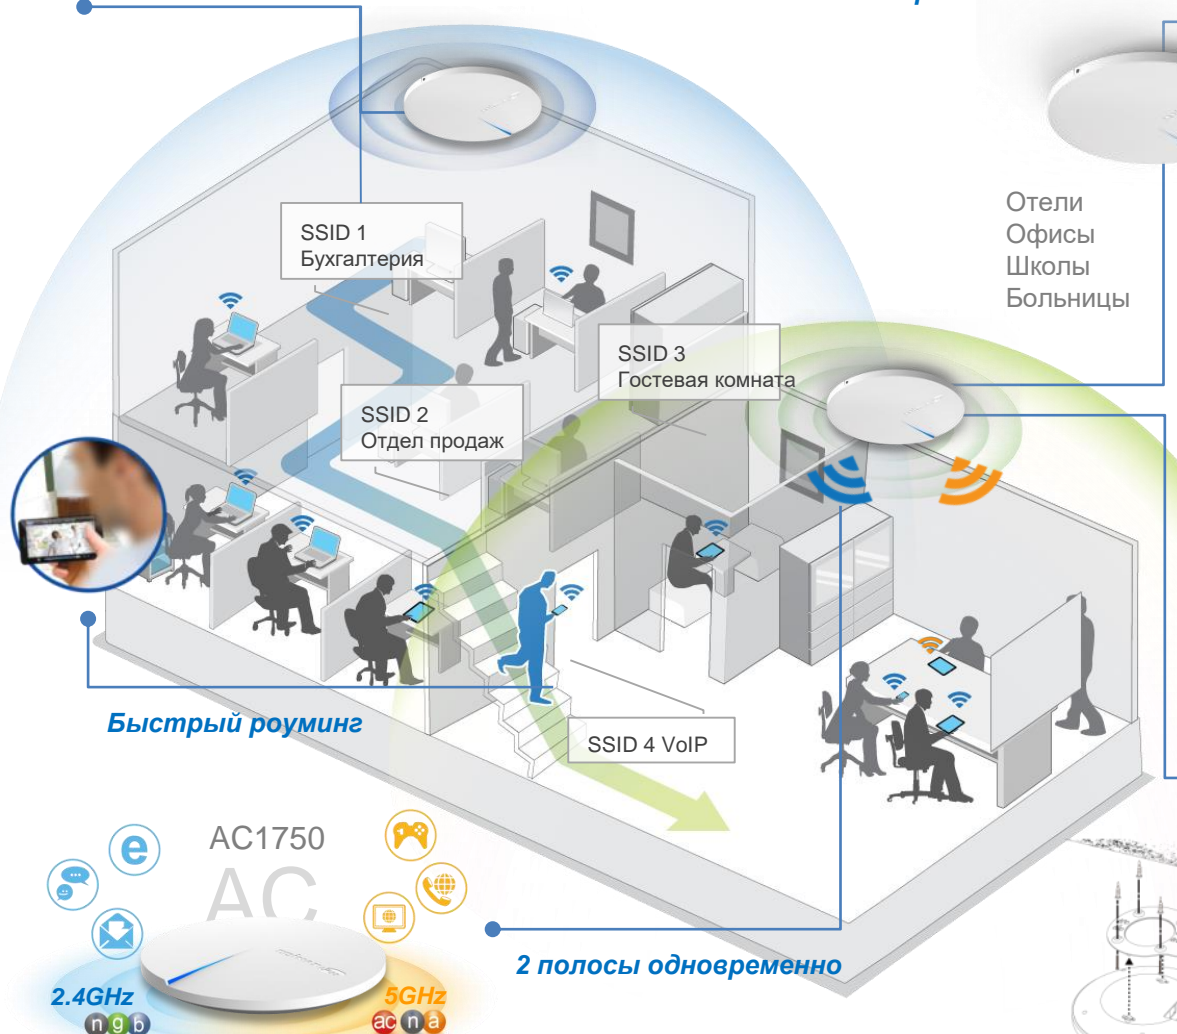 SSID 1
Бухгалтерия
Отели
Офисы
Школы
Больницы
SSID 3
Гостевая комната
SSID 2
Отдел продаж
Быстрый роуминг
SSID 4 VoIP
AC1750
AC
e
2 полосы одновременно
2.4GHz
n g b
5GHz
ac n a